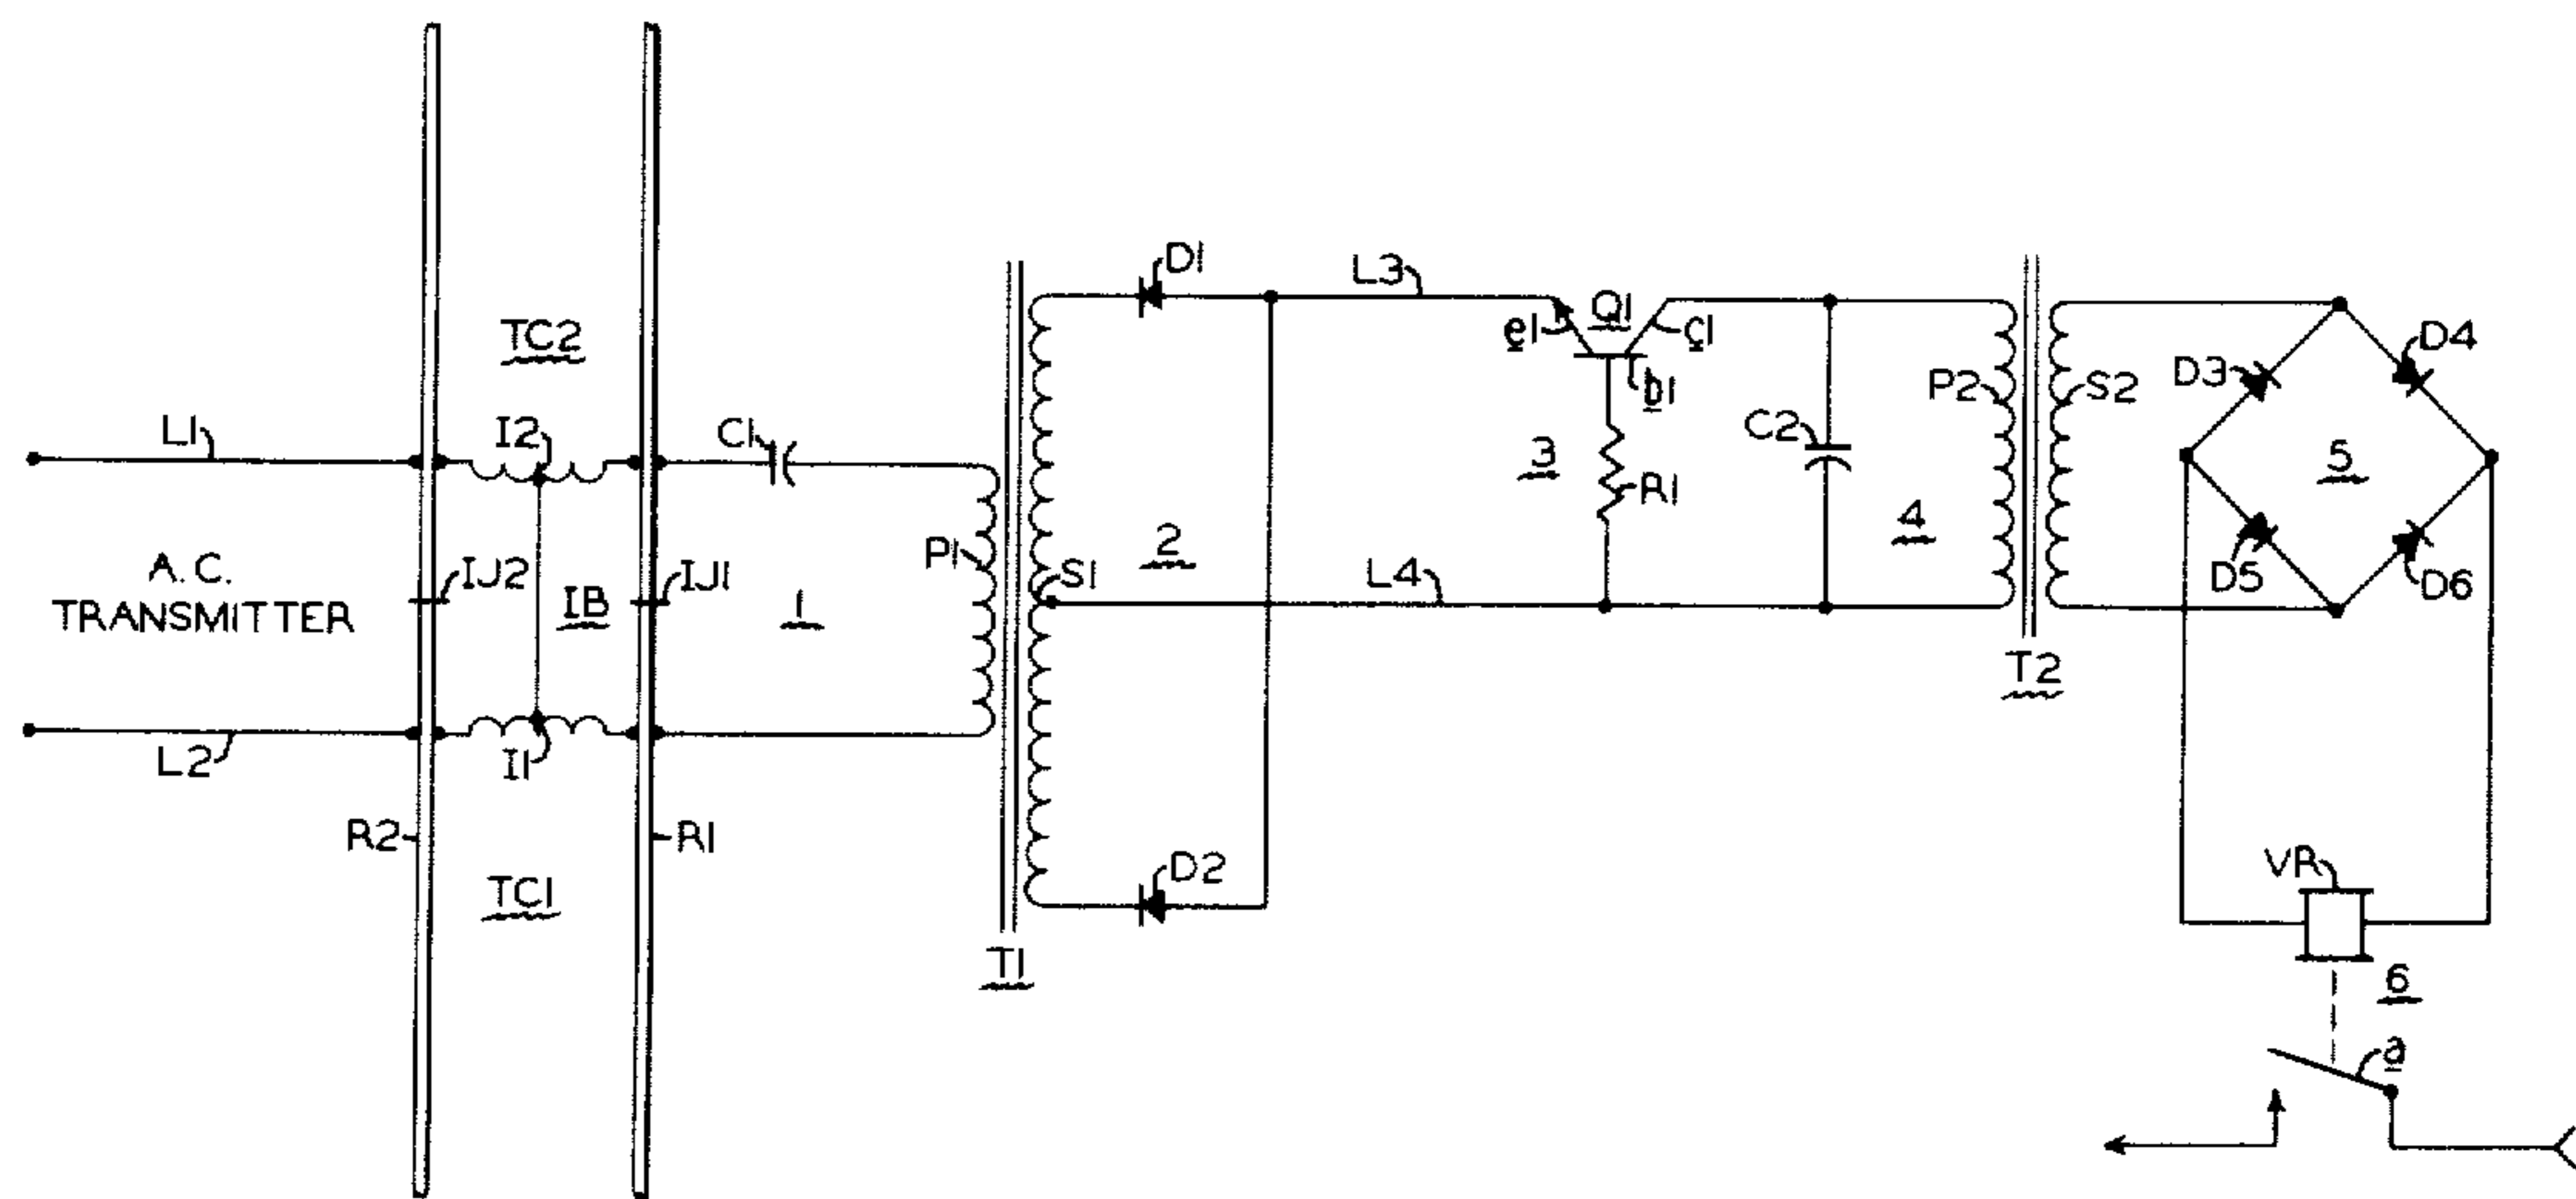 D1
L3
Q1
e1
c1
b1
TC2
D3
D4
P2
S2
L1
I2
C1
C2
3
R1
5
4
2
P1
S1
L4
A.C.
TRANSMITTER
IJ2
IB
IJ1
1
D5
D6
T2
L2
I1
R2
R1
TC1
D2
VR
T1
6
a